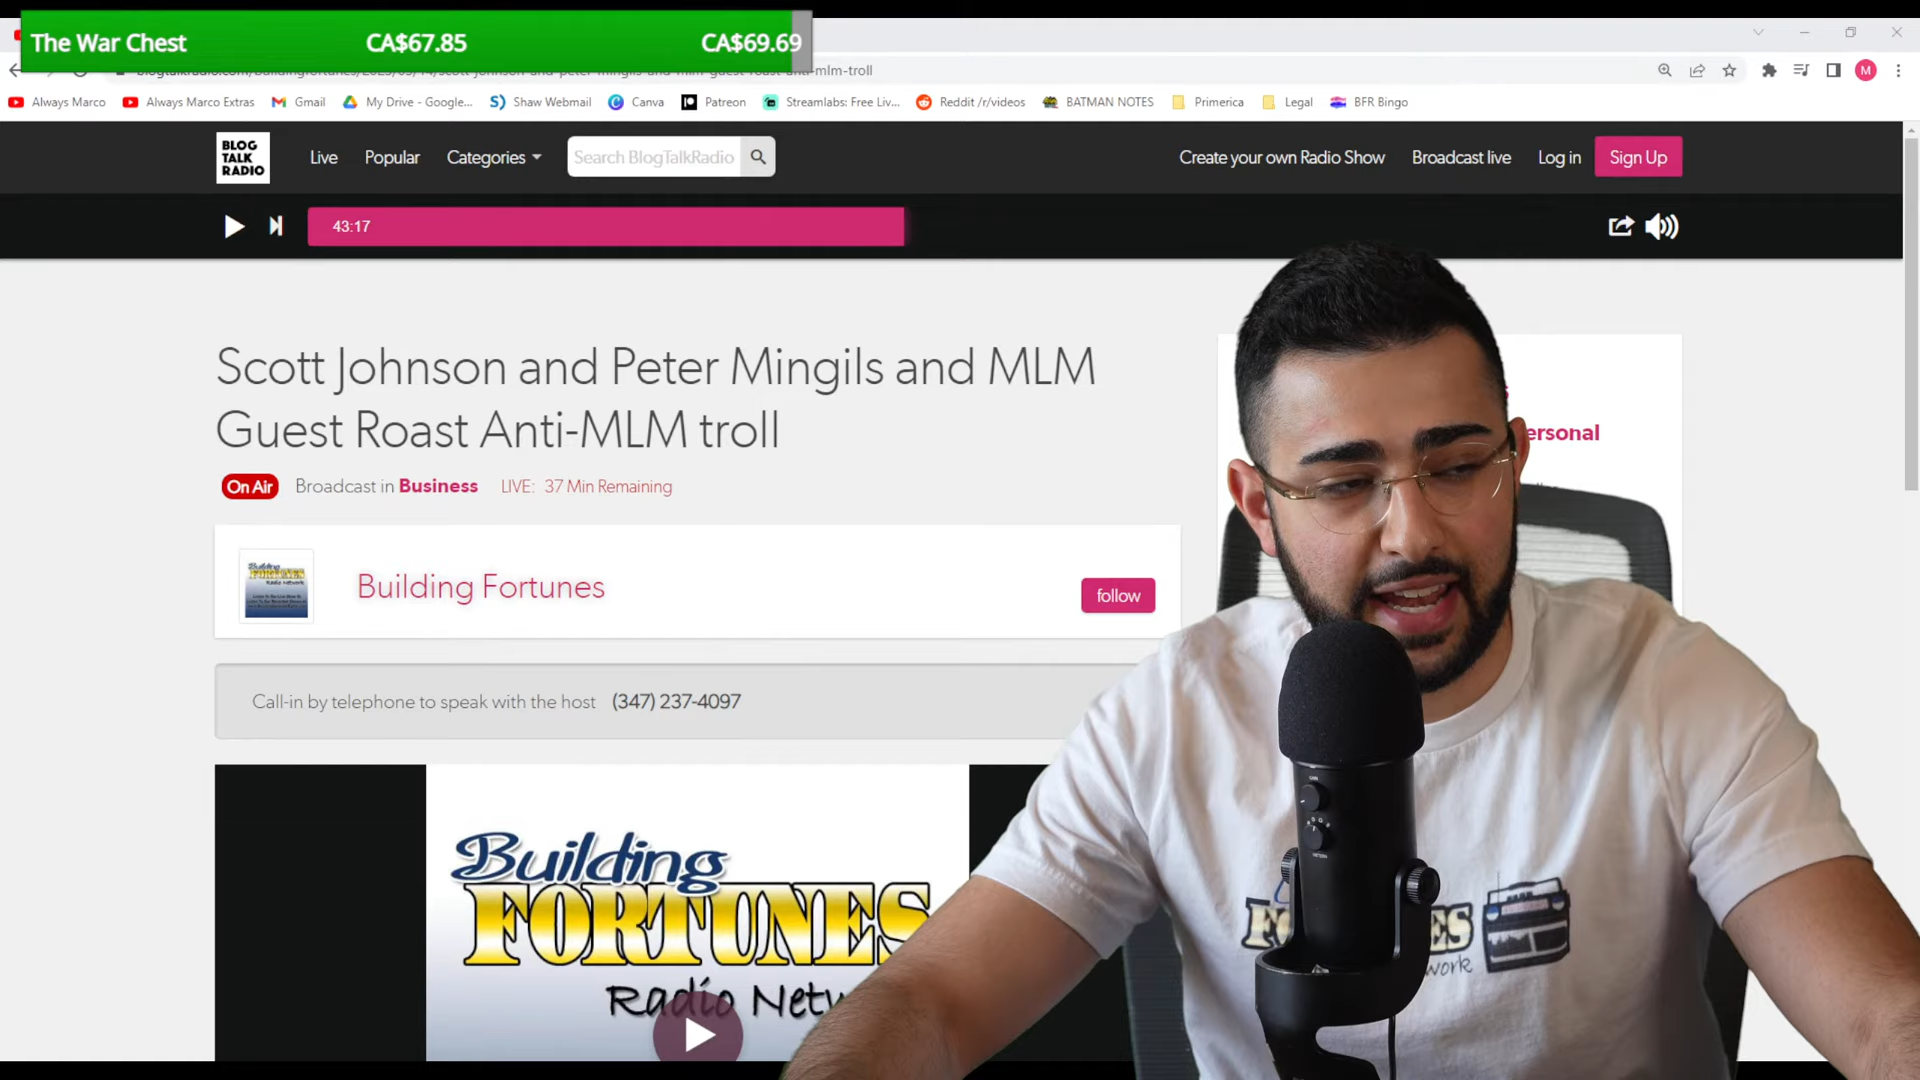 The War Chest CA$67.85 CA$69.69
-mlm-troll
Always Marco Always Marco Extras Gmail My Drive - Google... Shaw Webmail Canva Patreon Streamlabs: Free Liv... Reddit /r/videos BATMAN NOTES Primerica Legal BFR Bingo
BLOG TALK RADIO Live Popular Categories Search BlogTalkRadio Create your own Radio Show Broadcast live Log in Sign Up
43:17
Scott Johnson and Peter Mingils and MLM
Guest Roast Anti-MLM troll
ersonal
On Air Broadcast in Business LIVE: 37 Min Remaining
Building Fortunes
follow
Call-in by telephone to speak with the host (347) 237-4097
Building
FORTUNES
Radio Netw